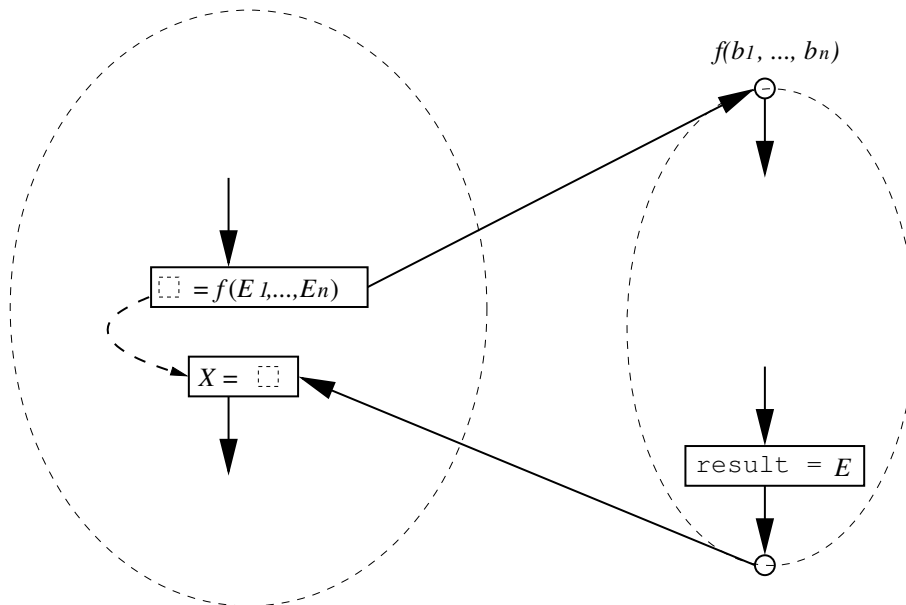 f(b1, ..., bn)
= f(E1,...,En)
X =
result = E